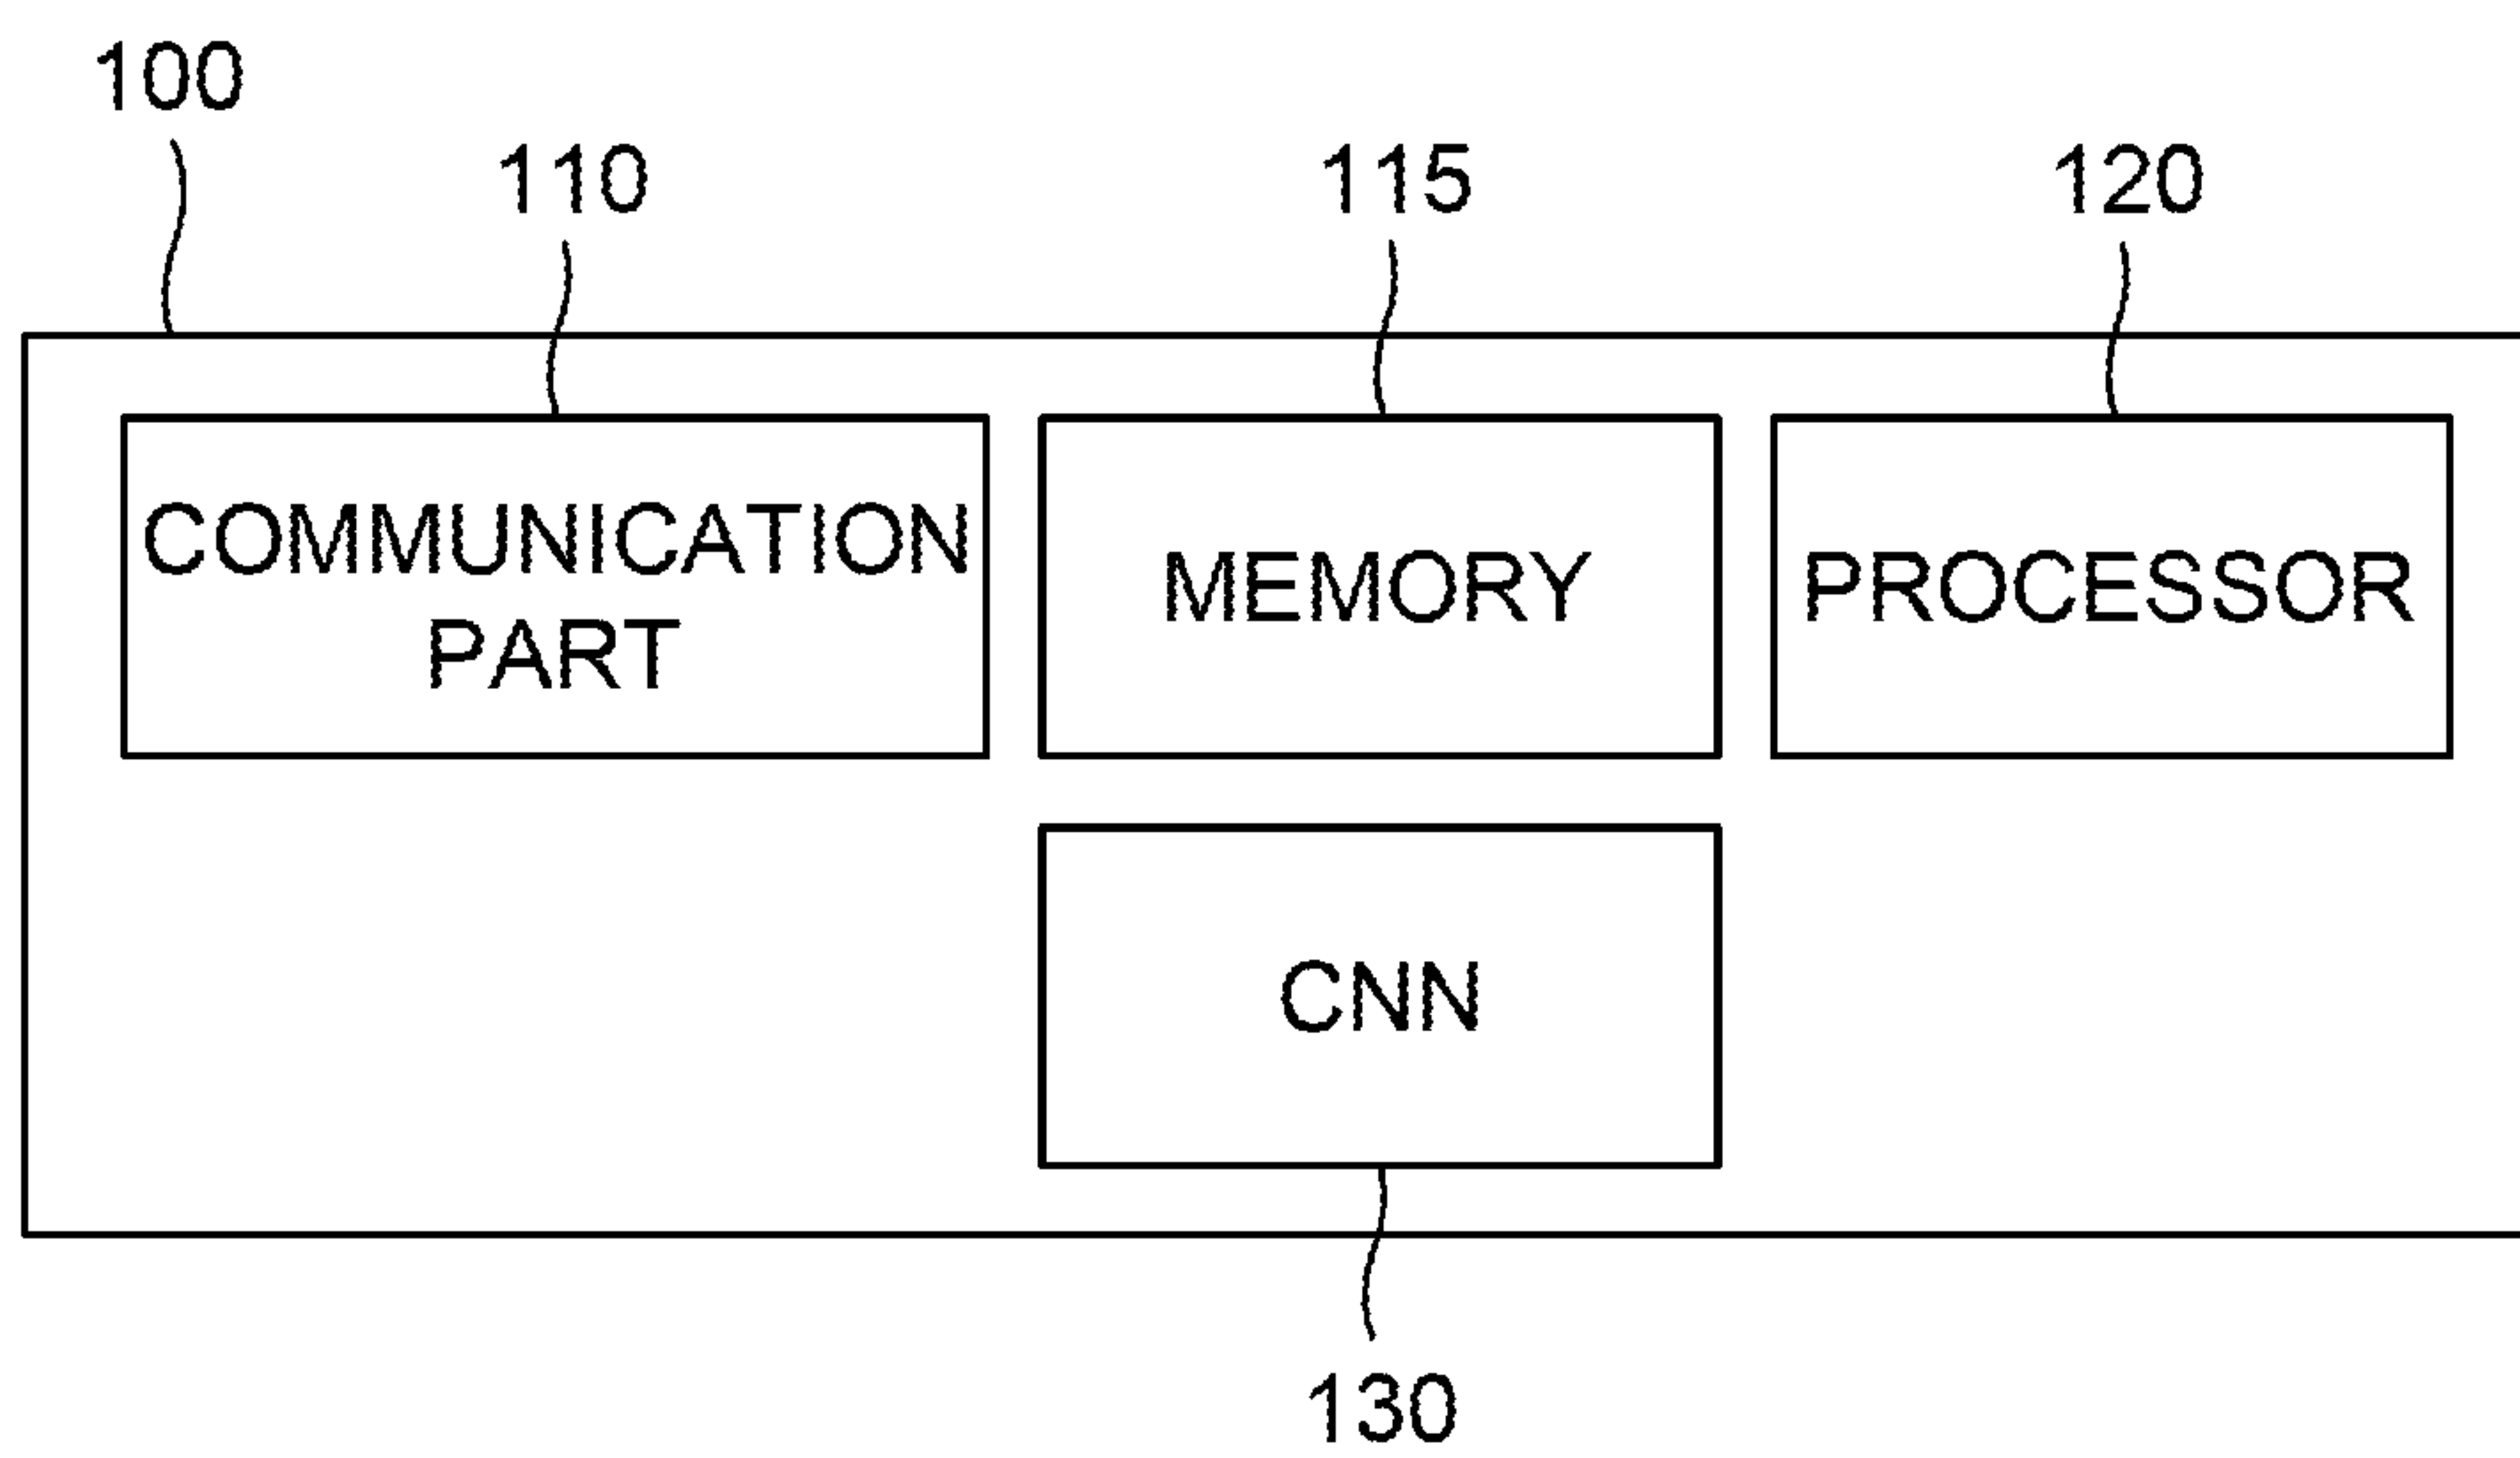 100
110
115
120
COMMUNICATION
PART
MEMORY
PROCESSOR
CNN
130